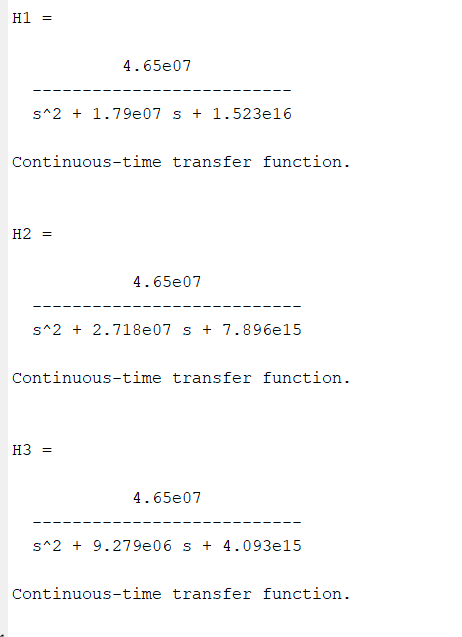 H1 =
4.65e07
--------------------------
s^2 + 1.79e07 s + 1.523e16
Continuous-time transfer function.
H2 =
4.65e07
---------------------------
s^2 + 2.718e07 s + 7.896e15
Continuous-time transfer function.
H3 =
4.65e07
---------------------------
s^2 + 9.279e06 s + 4.093e15
Continuous-time transfer function.